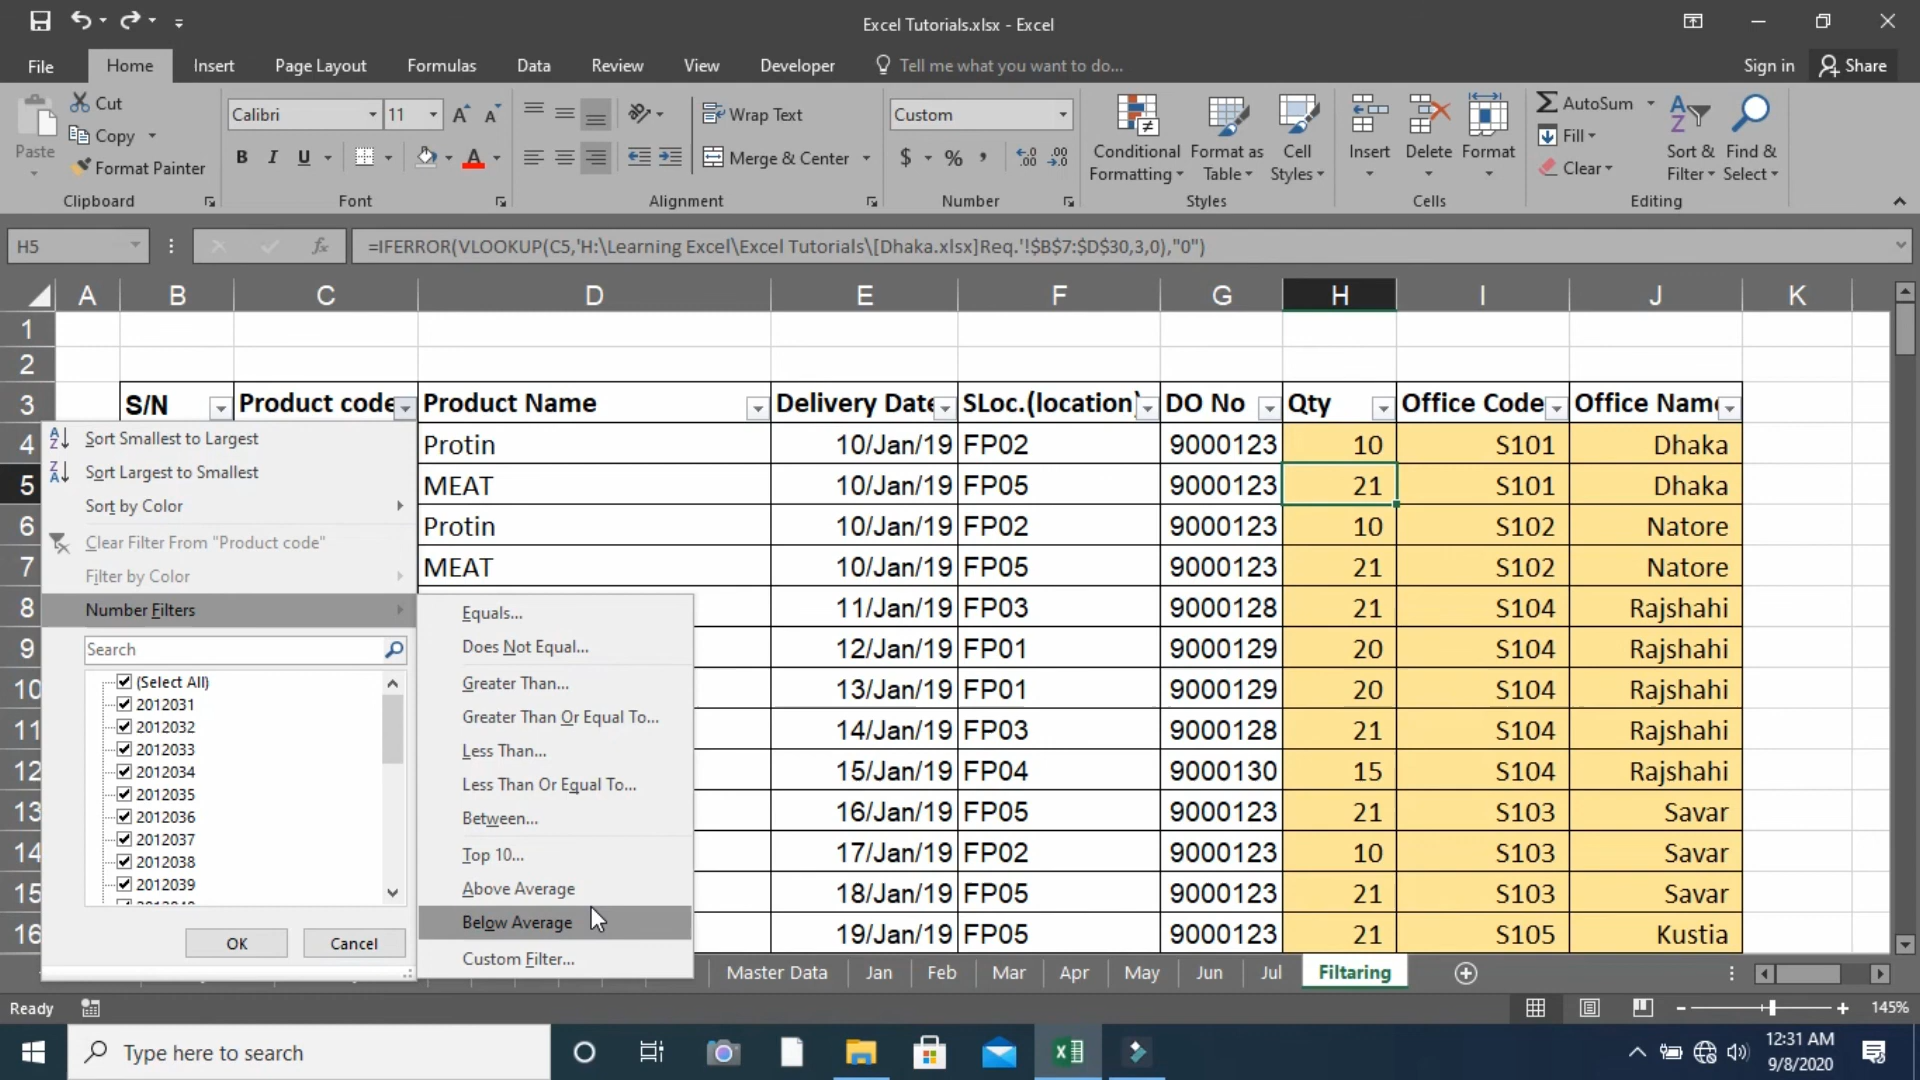 Excel Tutorials.xlsx - Excel
File Home Insert Page Layout Formulas Data Review View Developer Tell me what you want to do... Sign in Share
Paste Cut
Copy
Format Painter
Clipboard
Calibri 11
B I U A
Font
Wrap Text
Merge & Center
Alignment
Custom
$ % , .00 .0
Number
Conditional Formatting Format as Table Cell Styles
Styles
Insert Delete Format
Cells
AutoSum
Fill
Clear
Sort & Filter Find & Select
Editing
H5 fx =IFERROR(VLOOKUP(C5,'H:\Learning Excel\Excel Tutorials\[Dhaka.xlsx]Req.'!$B$7:$D$30,3,0),"0")
A B C D E F G H I J K
1
2
3 S/N Product code Product Name Delivery Date SLoc.(location) DO No Qty Office Code Office Name
4 Protin 10/Jan/19 FP02 9000123 10 S101 Dhaka
5 MEAT 10/Jan/19 FP05 9000123 21 S101 Dhaka
6 Protin 10/Jan/19 FP02 9000123 10 S102 Natore
7 MEAT 10/Jan/19 FP05 9000123 21 S102 Natore
8 11/Jan/19 FP03 9000128 21 S104 Rajshahi
9 12/Jan/19 FP01 9000129 20 S104 Rajshahi
10 13/Jan/19 FP01 9000129 20 S104 Rajshahi
11 14/Jan/19 FP03 9000128 21 S104 Rajshahi
12 15/Jan/19 FP04 9000130 15 S104 Rajshahi
13 16/Jan/19 FP05 9000123 21 S103 Savar
14 17/Jan/19 FP02 9000123 10 S103 Savar
15 18/Jan/19 FP05 9000123 21 S103 Savar
16 19/Jan/19 FP05 9000123 21 S105 Kustia
Sort Smallest to Largest
Sort Largest to Smallest
Sort by Color
Clear Filter From "Product code"
Filter by Color
Number Filters
Search
(Select All)
2012031
2012032
2012033
2012034
2012035
2012036
2012037
2012038
2012039
OK Cancel
Equals...
Does Not Equal...
Greater Than...
Greater Than Or Equal To...
Less Than...
Less Than Or Equal To...
Between...
Top 10...
Above Average
Below Average
Custom Filter...
Master Data Jan Feb Mar Apr May Jun Jul Filtaring
Ready 145%
Type here to search
12:31 AM
9/8/2020